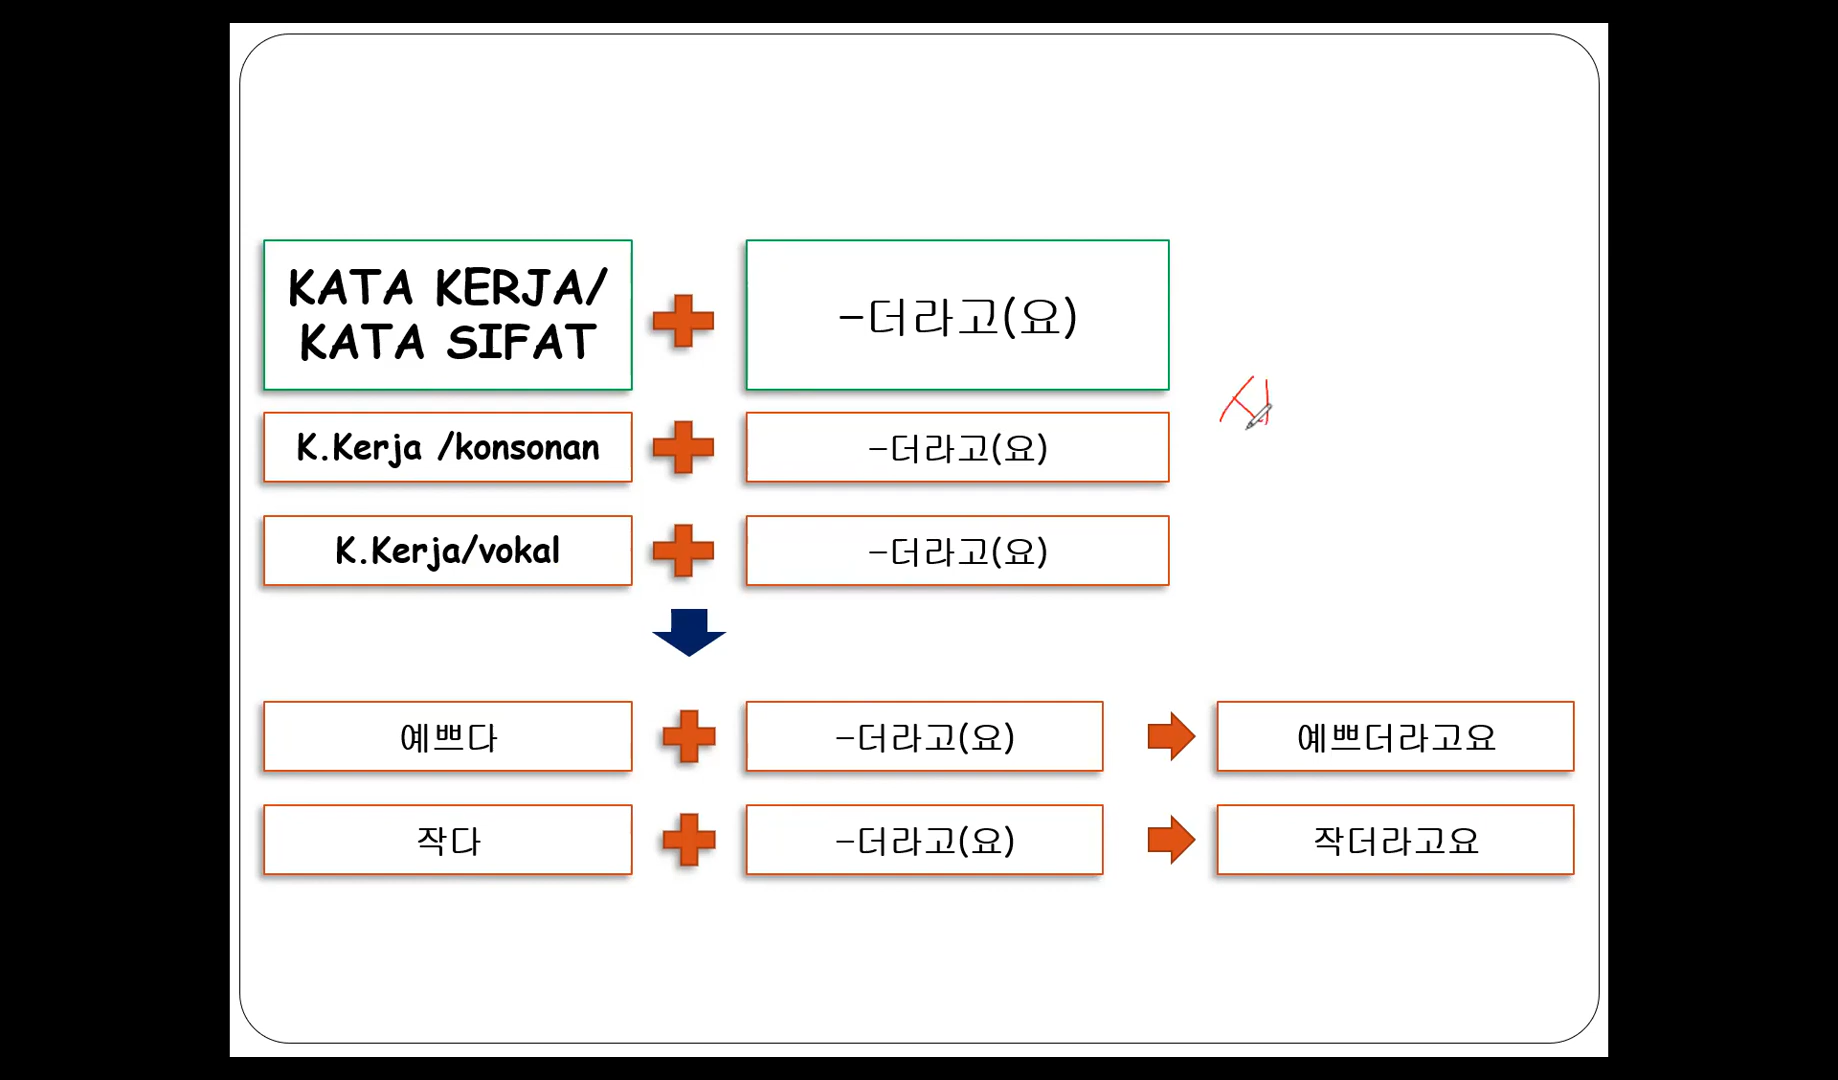 KATA KERJA/
KATA SIFAT
-더라고(요)
K.Kerja /konsonan
-더라고(요)
K.Kerja/vokal
-더라고(요)
예쁘다
-더라고(요)
예쁘더라고요
작다
-더라고(요)
작더라고요